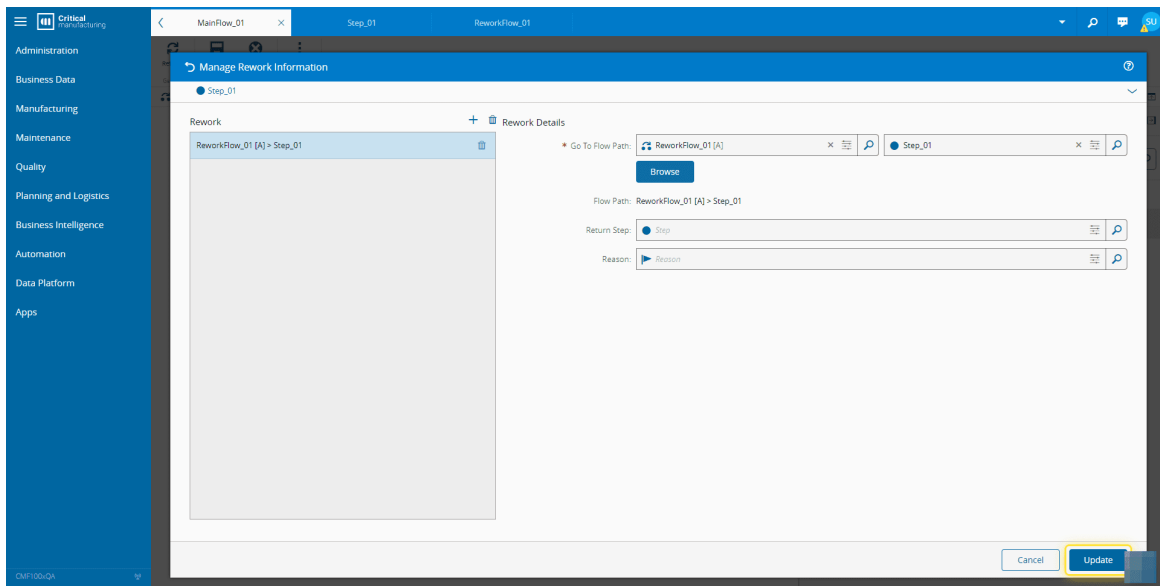 Critical
manufacturing
MainFlow_01
Step_01
ReworkFlow_01
SU
Administration
Business Data
Manufacturing
Maintenance
Quality
Planning and Logistics
Business Intelligence
Automation
Data Platform
Apps
CMF100xQA
Manage Rework Information
Step_01
Rework
ReworkFlow_01 [A] > Step_01
Rework Details
* Go To Flow Path: ReworkFlow_01 [A] Step_01
Browse
Flow Path: ReworkFlow_01 [A] > Step_01
Return Step: Step
Reason: Reason
Cancel Update